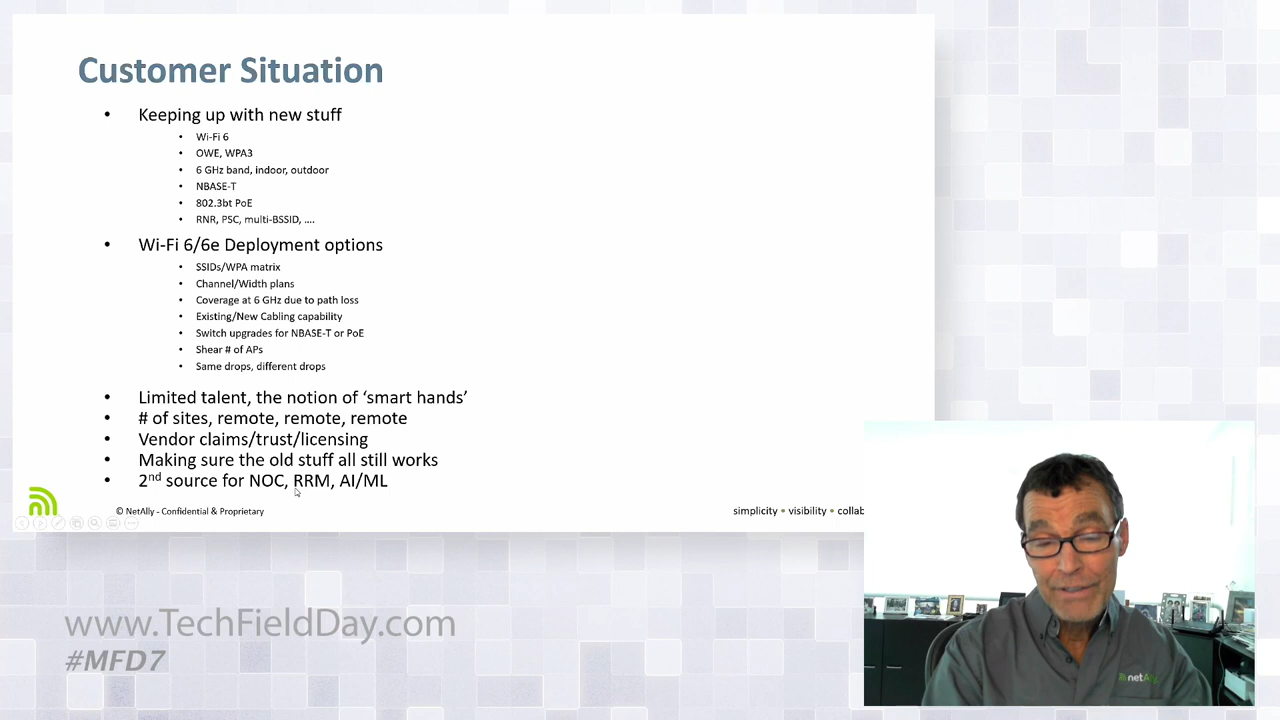 Customer Situation
• Keeping up with new stuff
• Wi-Fi 6
• OWE, WPA3
• 6 GHz band, indoor, outdoor
• NBASE-T
• 802.3bt PoE
• RNR, PSC, multi-BSSID, ....
• Wi-Fi 6/6e Deployment options
• SSIDs/WPA matrix
• Channel/Width plans
• Coverage at 6 GHz due to path loss
• Existing/New Cabling capability
• Switch upgrades for NBASE-T or PoE
• Shear # of APs
• Same drops, different drops
• Limited talent, the notion of ‘smart hands’
• # of sites, remote, remote, remote
• Vendor claims/trust/licensing
• Making sure the old stuff all still works
• 2nd source for NOC, RRM, AI/ML
© NetAlly - Confidential & Proprietary
simplicity • visibility • collab
www.TechFieldDay.com
#MFD7
netAlly